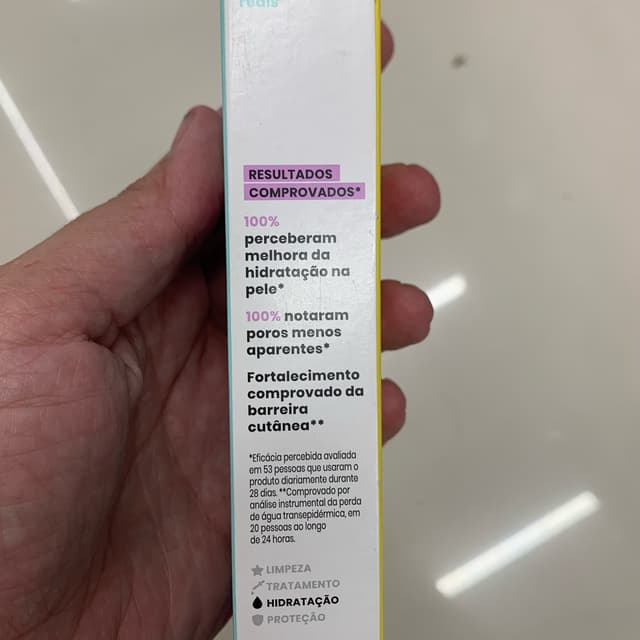 reais
RESULTADOS
COMPROVADOS*
100%
perceberam
melhora da
hidratação na
pele*
100% notaram
poros menos
aparentes*
Fortalecimento
comprovado da
barreira
cutânea**
*Eficácia percebida avaliada
em 53 pessoas que usaram o
produto diariamente durante
28 dias. **Comprovado por
análise instrumental da perda
de água transepidérmica, em
20 pessoas ao longo
de 24 horas.
LIMPEZA
TRATAMENTO
HIDRATAÇÃO
PROTEÇÃO